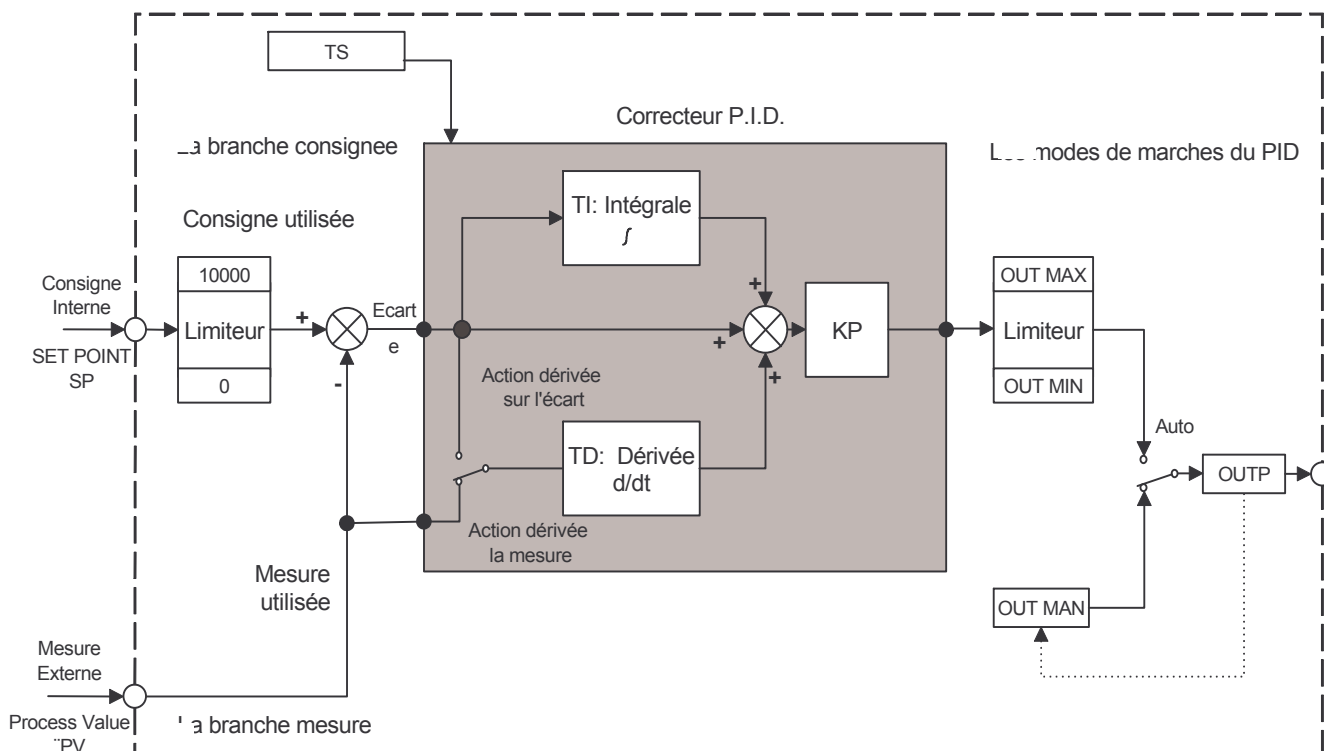 TS
Correcteur P.I.D.
a branche consignee
modes de marches du PID
TI: Intégrale
∫
Consigne utilisée
10000
OUT MAX
Consigne
Interne
Limiteur
+
Ecart
e
+
+
+
KP
Limiteur
SET POINT
SP
0
-
OUT MIN
Action dérivée
sur l'écart
Auto
TD: Dérivée
d/dt
OUTP
Action dérivée
la mesure
Mesure
utilisée
OUT MAN
Mesure
Externe
Process Value
PV
a branche mesure